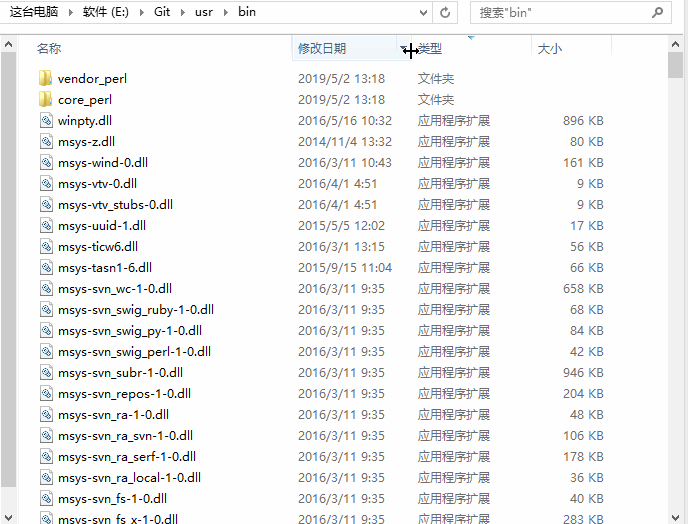 这台电脑 › 软件 (E:) › Git › usr › bin 搜索"bin"
名称 修改日期 类型 大小
vendor_perl 2019/5/2 13:18 文件夹
core_perl 2019/5/2 13:18 文件夹
winpty.dll 2016/5/16 10:32 应用程序扩展 896 KB
msys-z.dll 2014/11/4 13:32 应用程序扩展 80 KB
msys-wind-0.dll 2016/3/11 10:43 应用程序扩展 161 KB
msys-vtv-0.dll 2016/4/1 4:51 应用程序扩展 9 KB
msys-vtv_stubs-0.dll 2016/4/1 4:51 应用程序扩展 9 KB
msys-uuid-1.dll 2015/5/5 12:02 应用程序扩展 17 KB
msys-ticw6.dll 2016/3/1 13:15 应用程序扩展 56 KB
msys-tasn1-6.dll 2015/9/15 11:04 应用程序扩展 66 KB
msys-svn_wc-1-0.dll 2016/3/11 9:35 应用程序扩展 658 KB
msys-svn_swig_ruby-1-0.dll 2016/3/11 9:35 应用程序扩展 68 KB
msys-svn_swig_py-1-0.dll 2016/3/11 9:35 应用程序扩展 84 KB
msys-svn_swig_perl-1-0.dll 2016/3/11 9:35 应用程序扩展 42 KB
msys-svn_subr-1-0.dll 2016/3/11 9:35 应用程序扩展 946 KB
msys-svn_repos-1-0.dll 2016/3/11 9:35 应用程序扩展 204 KB
msys-svn_ra-1-0.dll 2016/3/11 9:35 应用程序扩展 48 KB
msys-svn_ra_svn-1-0.dll 2016/3/11 9:35 应用程序扩展 106 KB
msys-svn_ra_serf-1-0.dll 2016/3/11 9:35 应用程序扩展 178 KB
msys-svn_ra_local-1-0.dll 2016/3/11 9:35 应用程序扩展 36 KB
msys-svn_fs-1-0.dll 2016/3/11 9:35 应用程序扩展 40 KB
msys-svn_fs_x-1-0.dll 2016/3/11 9:35 应用程序扩展 283 KB